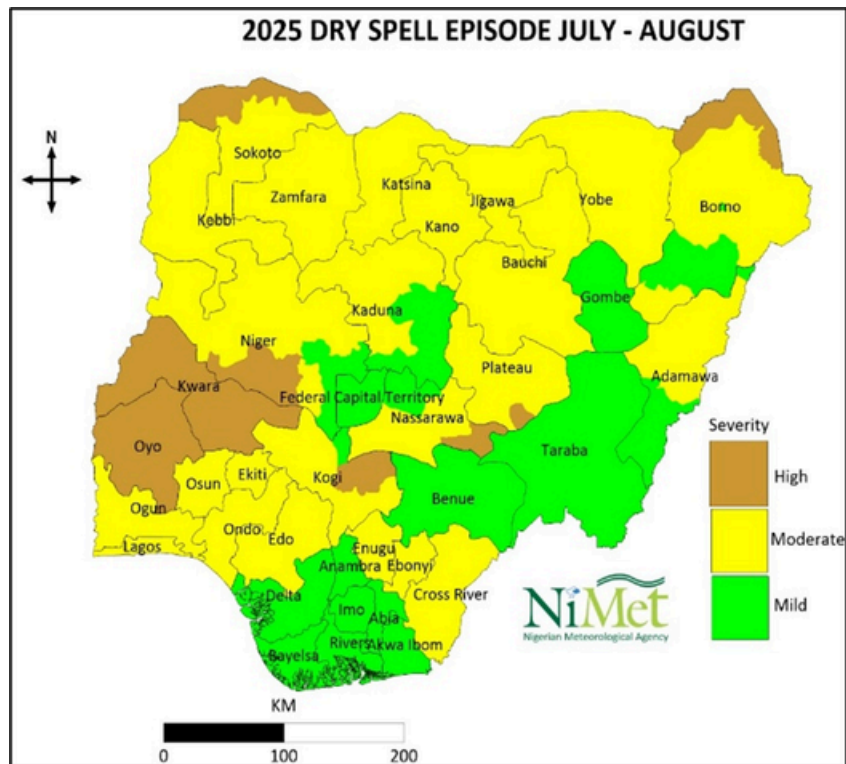 2025 DRY SPELL EPISODE JULY - AUGUST
N
Sokoto
Katsina
Zamfara
Jigawa
Yobe
Borno
Kebbi
Kano
Bauchi
Gombe
Kaduna
Niger
Plateau
Adamawa
Kwara
Federal Capital Territory
Nassarawa
Taraba
Oyo
Kogi
Benue
Osun
Ekiti
Ogun
Ondo
Edo
Lagos
Enugu
Anambra
Ebonyi
Cross River
Delta
Imo
Abia
Rivers
Akwa Ibom
Bayelsa
Severity
High
Moderate
Mild
NiMet
Nigerian Meteorological Agency
KM
0 100 200